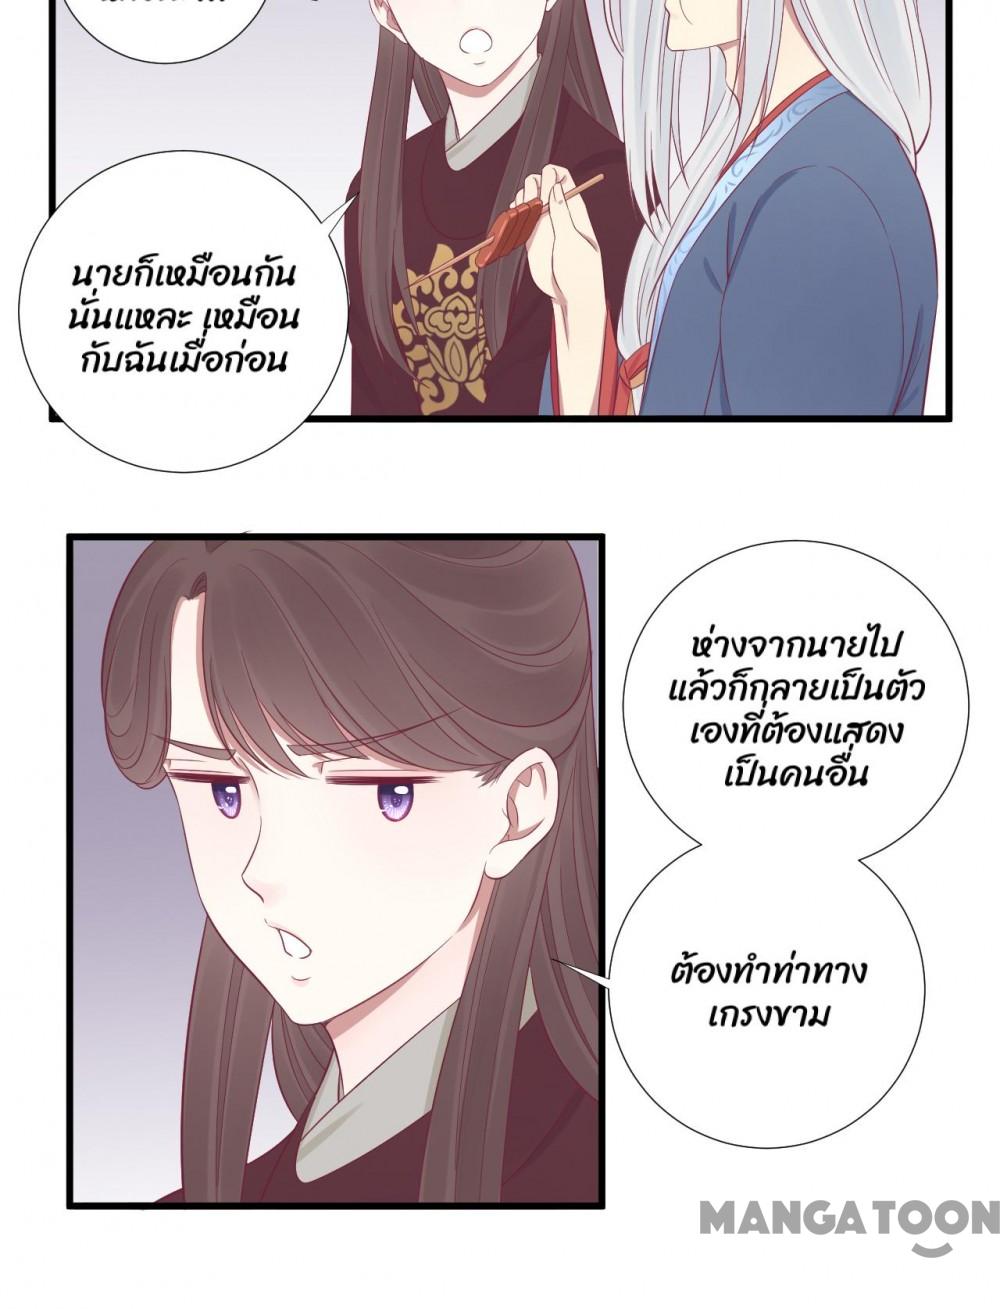 นายก็เหมือนกัน
นั่นแหละ เหมือน
กับฉันเมื่อก่อน
ห่างจากนายไป
แล้วก็กลายเป็นตัว
เองที่ต้องแสดง
เป็นคนอื่น
ต้องทำท่าทาง
เกรงขาม
MANGATOON